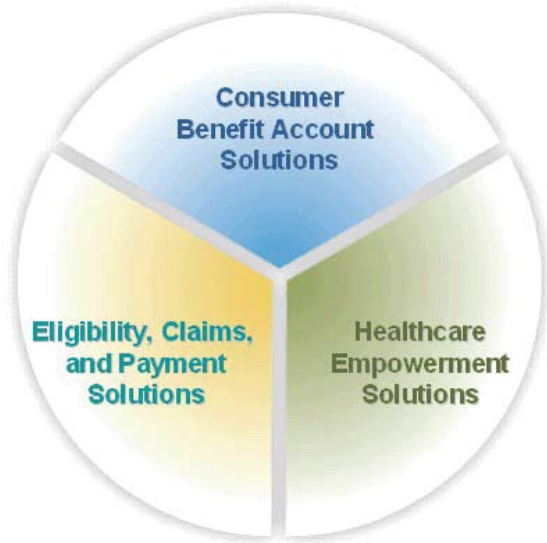 Consumer
Benefit Account
Solutions
Eligibility, Claims,
and Payment
Solutions
Healthcare
Empowerment
Solutions